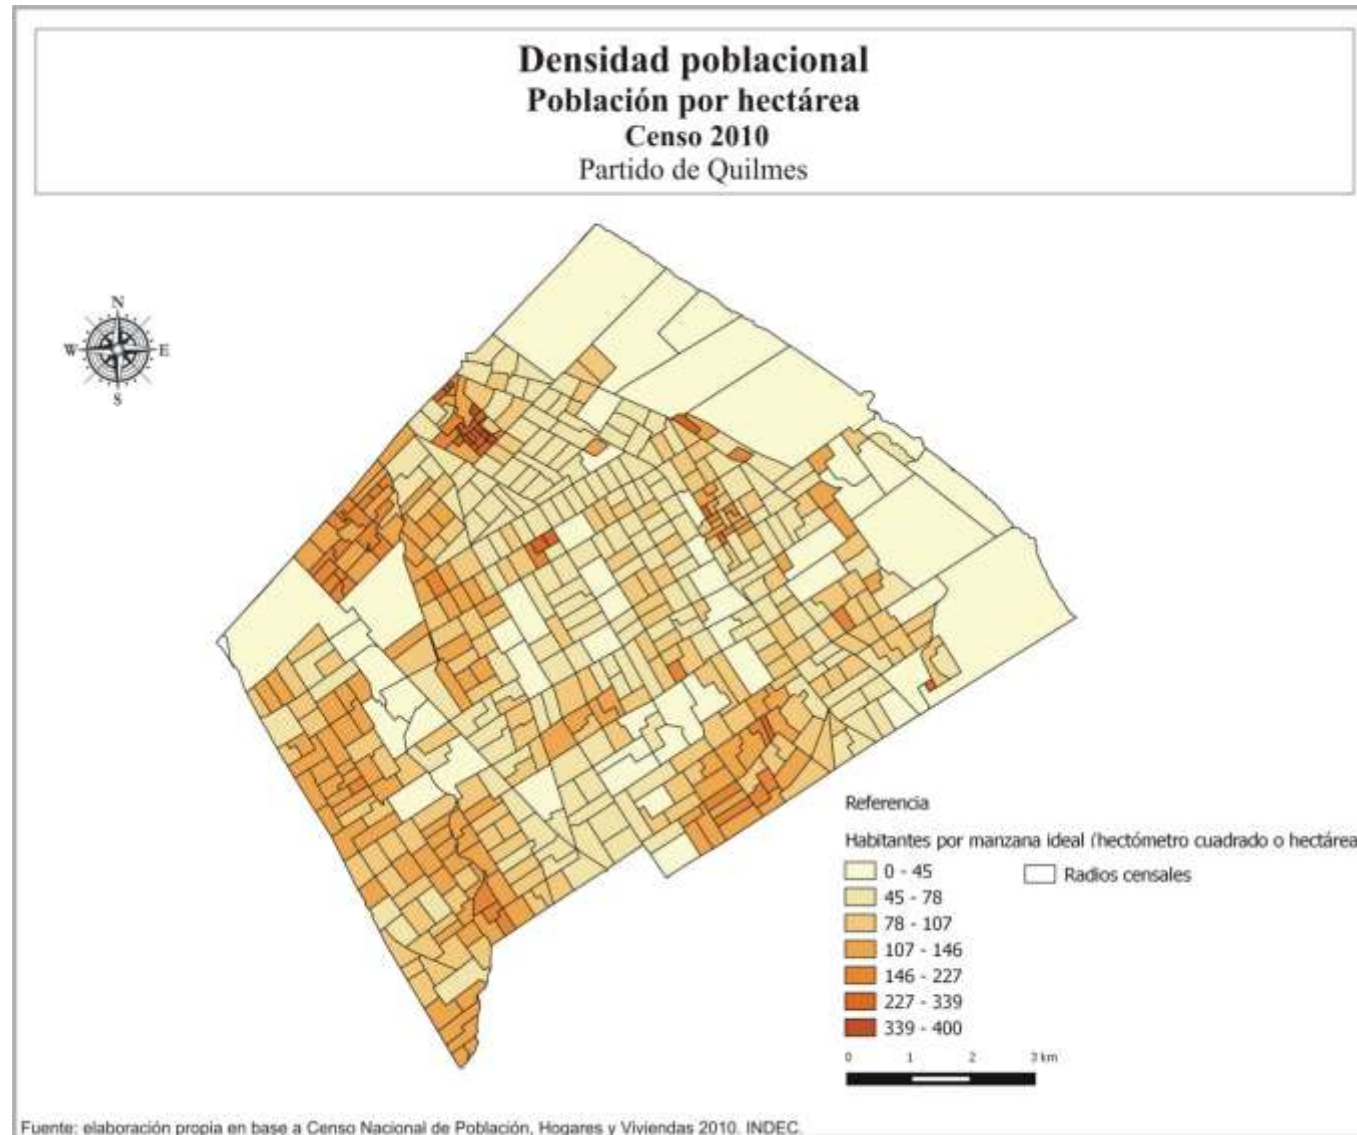 Densidad poblacional
Población por hectárea
Censo 2010
Partido de Quilmes
N
W E
S
Referencia
Habitantes por manzana ideal (hectómetro cuadrado o hectárea
0 - 45
Radios censales
45 - 78
78 - 107
107 - 146
146 - 227
227 - 339
339 - 400
0 1 2 3 km
Fuente: elaboración propia en base a Censo Nacional de Población, Hogares y Viviendas 2010. INDEC.